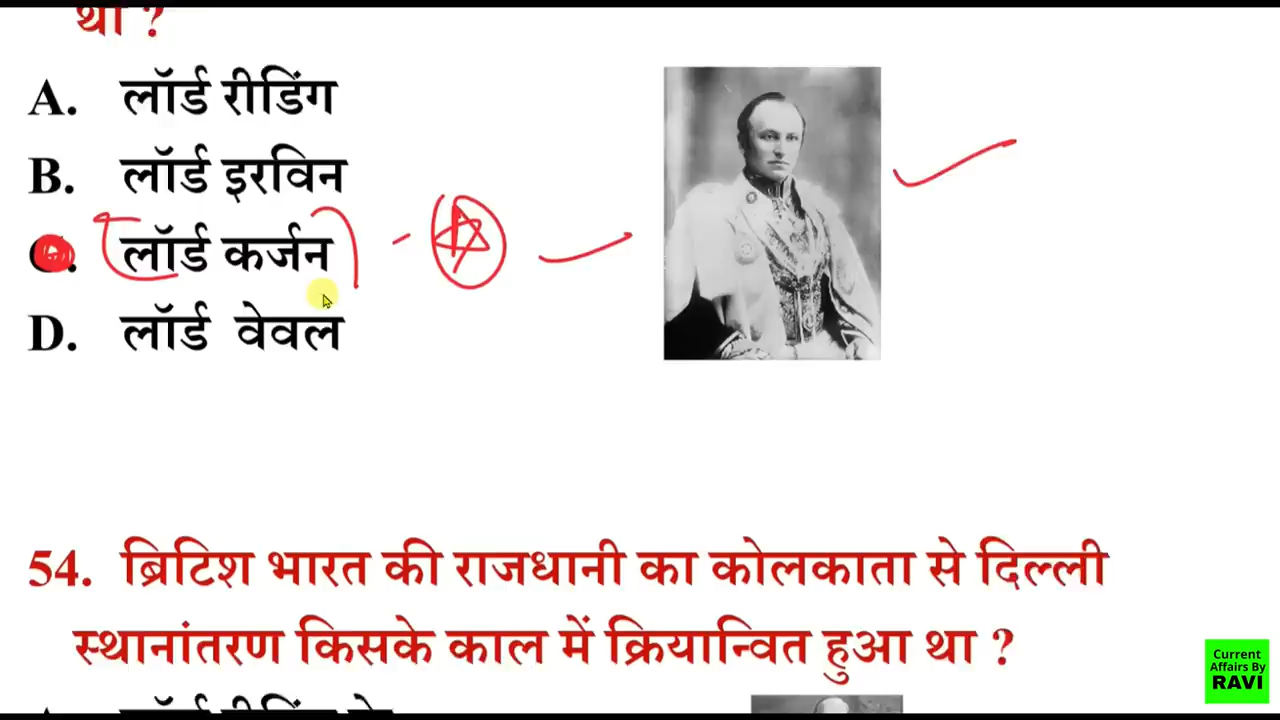 था ?
A. लॉर्ड रीडिंग
B. लॉर्ड इरविन
लॉर्ड कर्जन
D. लॉर्ड वेवल
54. ब्रिटिश भारत की राजधानी का कोलकाता से दिल्ली
स्थानांतरण किसके काल में क्रियान्वित हुआ था ?
Current
Affairs By
RAVI